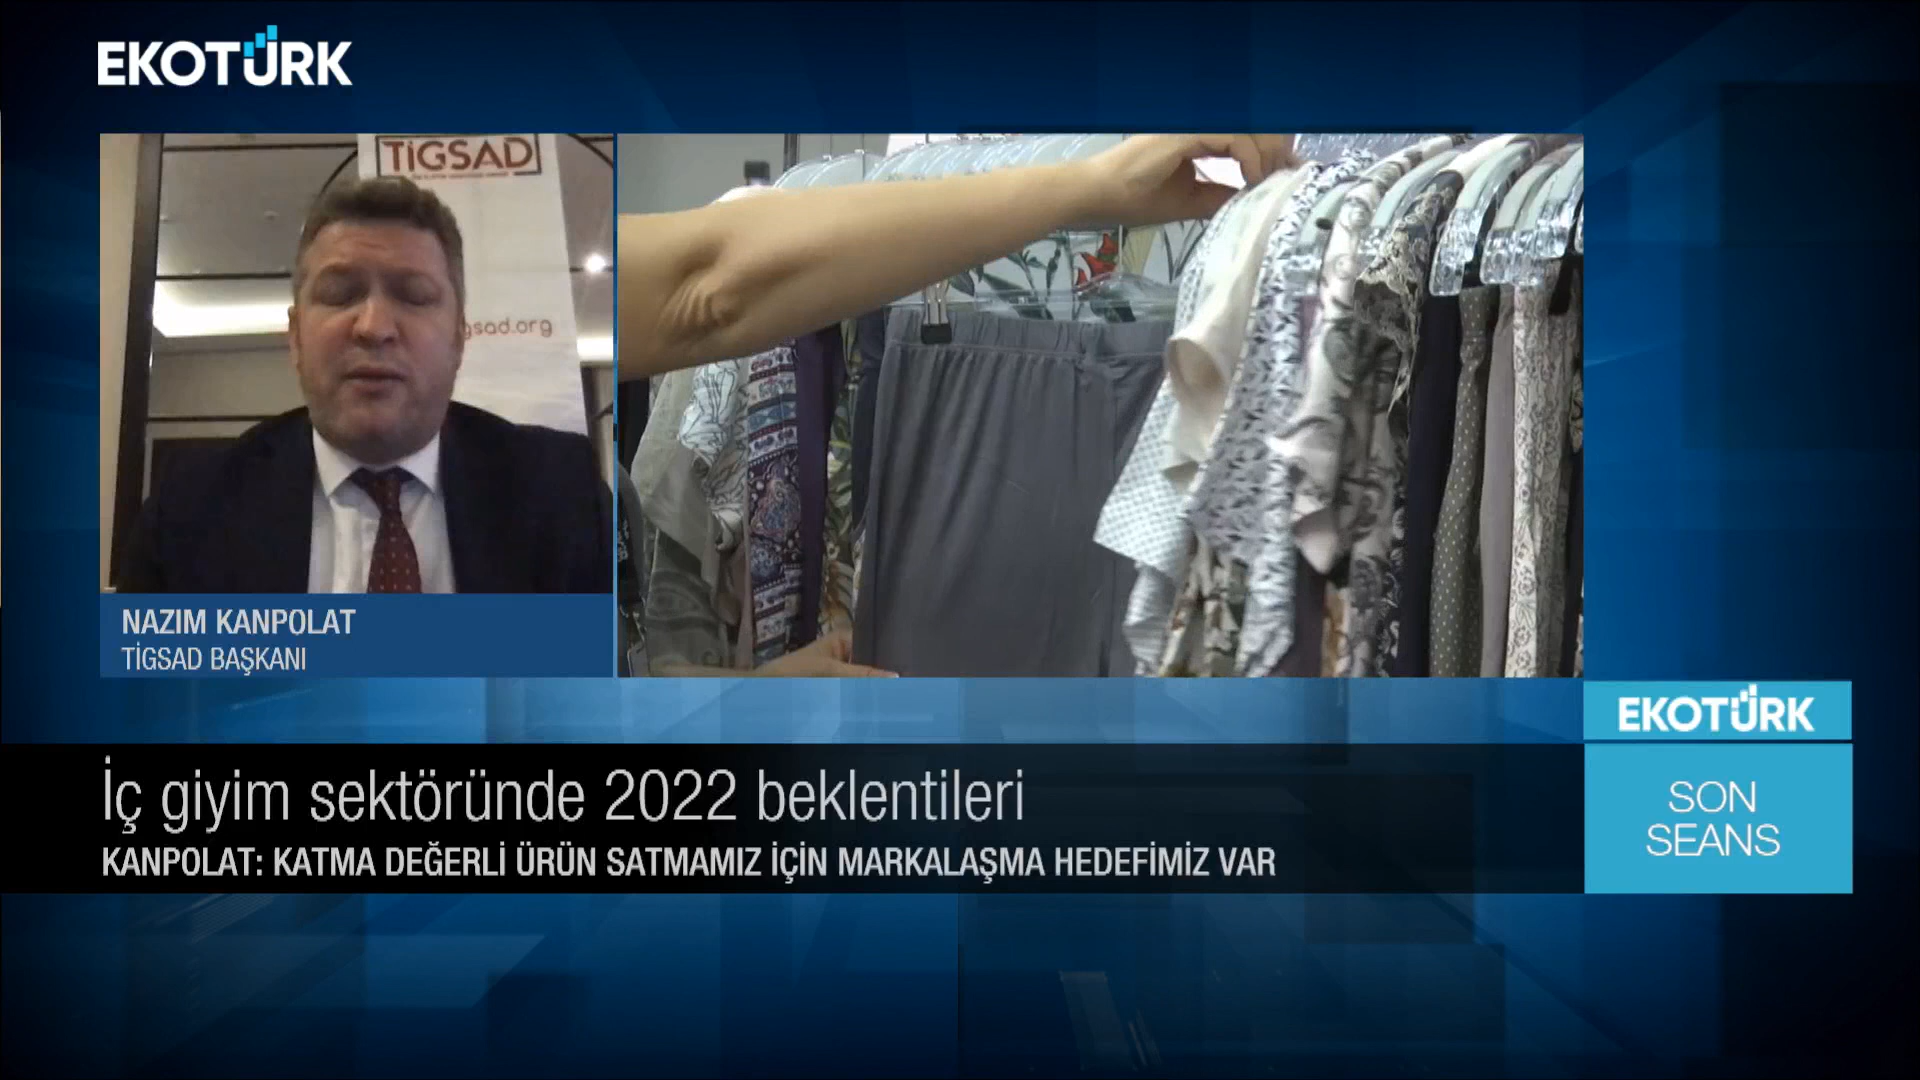 EKOTÜRK
TİGSAD
gsad.org
NAZIM KANPOLAT
TİGSAD BAŞKANI
EKOTÜRK
İç giyim sektöründe 2022 beklentileri
KANPOLAT: KATMA DEĞERLİ ÜRÜN SATMAMIZ İÇİN MARKALAŞMA HEDEFİMİZ VAR
SON
SEANS